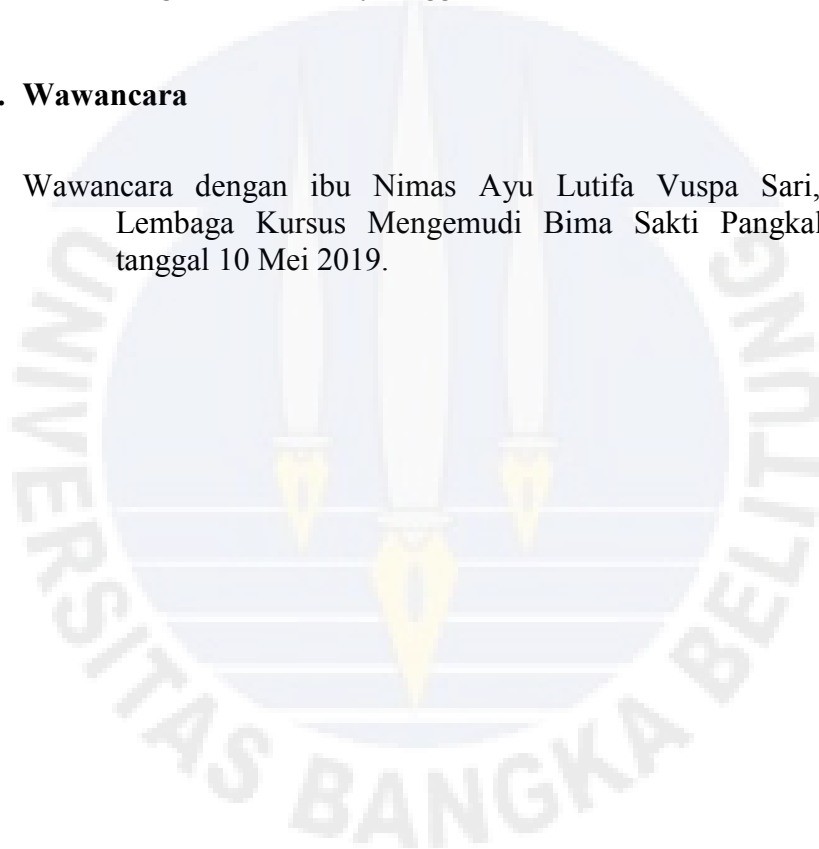 . Wawancara
Wawancara dengan ibu Nimas Ayu Lutifa Vuspa Sari,
Lembaga Kursus Mengemudi Bima Sakti Pangkal
tanggal 10 Mei 2019.
UNIVERSITAS BANGKA BELITUNG